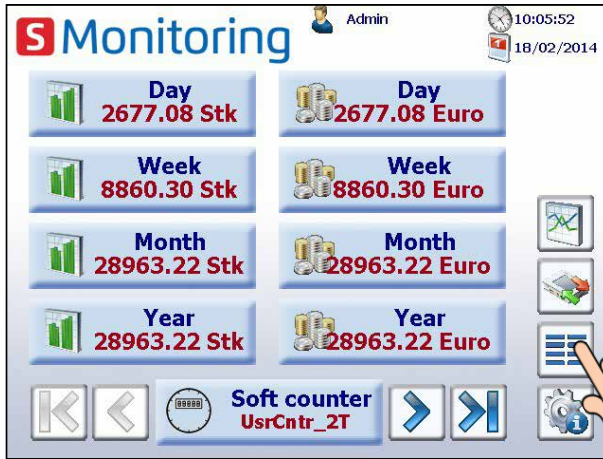 S Monitoring
Admin
10:05:52
18/02/2014
Day
2677.08 Stk
Day
2677.08 Euro
Week
8860.30 Stk
Week
8860.30 Euro
Month
28963.22 Stk
Month
28963.22 Euro
Year
28963.22 Stk
Year
28963.22 Euro
Soft counter
UsrCntr_2T